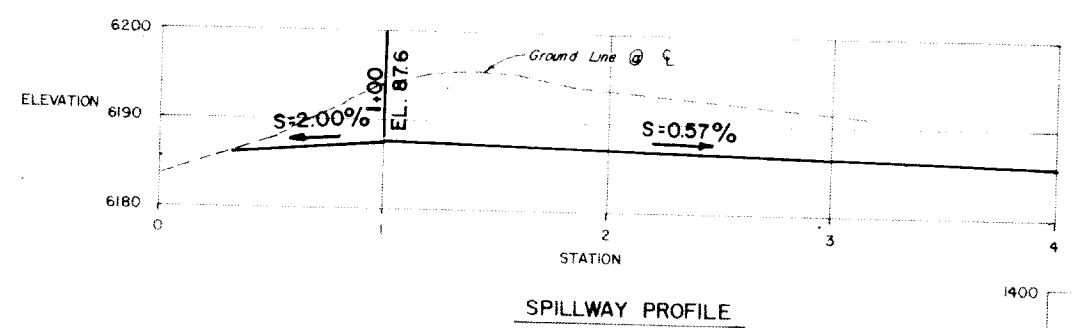 6200
Ground Line @ ℄
ELEVATION
1+00
EL. 87.6
6190
S=2.00%
S=0.57%
6180
0
1
2
3
4
STATION
SPILLWAY PROFILE
1400